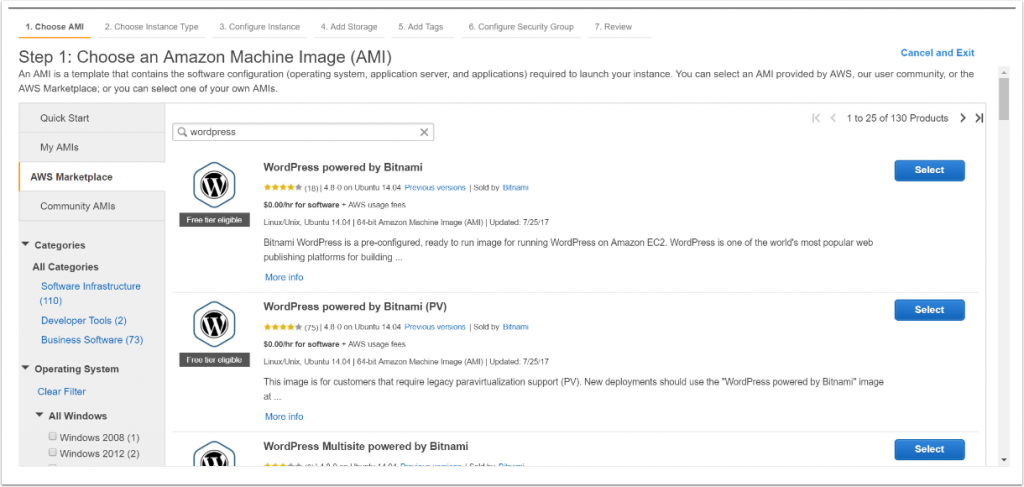 1. Choose AMI 2. Choose Instance Type 3. Configure Instance 4. Add Storage 5. Add Tags 6. Configure Security Group 7. Review
Step 1: Choose an Amazon Machine Image (AMI)
Cancel and Exit
An AMI is a template that contains the software configuration (operating system, application server, and applications) required to launch your instance. You can select an AMI provided by AWS, our user community, or the
AWS Marketplace; or you can select one of your own AMIs.
Quick Start
My AMIs
AWS Marketplace
Community AMIs
Categories
All Categories
Software Infrastructure
(110)
Developer Tools (2)
Business Software (73)
Operating System
Clear Filter
All Windows
Windows 2008 (1)
Windows 2012 (2)
wordpress
1 to 25 of 130 Products
WordPress powered by Bitnami
Select
(18) | 4.8-0 on Ubuntu 14.04 Previous versions | Sold by Bitnami
Free tier eligible
$0.00/hr for software + AWS usage fees
Linux/Unix, Ubuntu 14.04 | 64-bit Amazon Machine Image (AMI) | Updated: 7/25/17
Bitnami WordPress is a pre-configured, ready to run image for running WordPress on Amazon EC2. WordPress is one of the world's most popular web
publishing platforms for building ...
More info
WordPress powered by Bitnami (PV)
Select
(75) | 4.8-0 on Ubuntu 14.04 Previous versions | Sold by Bitnami
Free tier eligible
$0.00/hr for software + AWS usage fees
Linux/Unix, Ubuntu 14.04 | 64-bit Amazon Machine Image (AMI) | Updated: 7/25/17
This image is for customers that require legacy paravirtualization support (PV). New deployments should use the "WordPress powered by Bitnami" image
at ...
More info
WordPress Multisite powered by Bitnami
Select
Previous versions | Sold by Bitnami